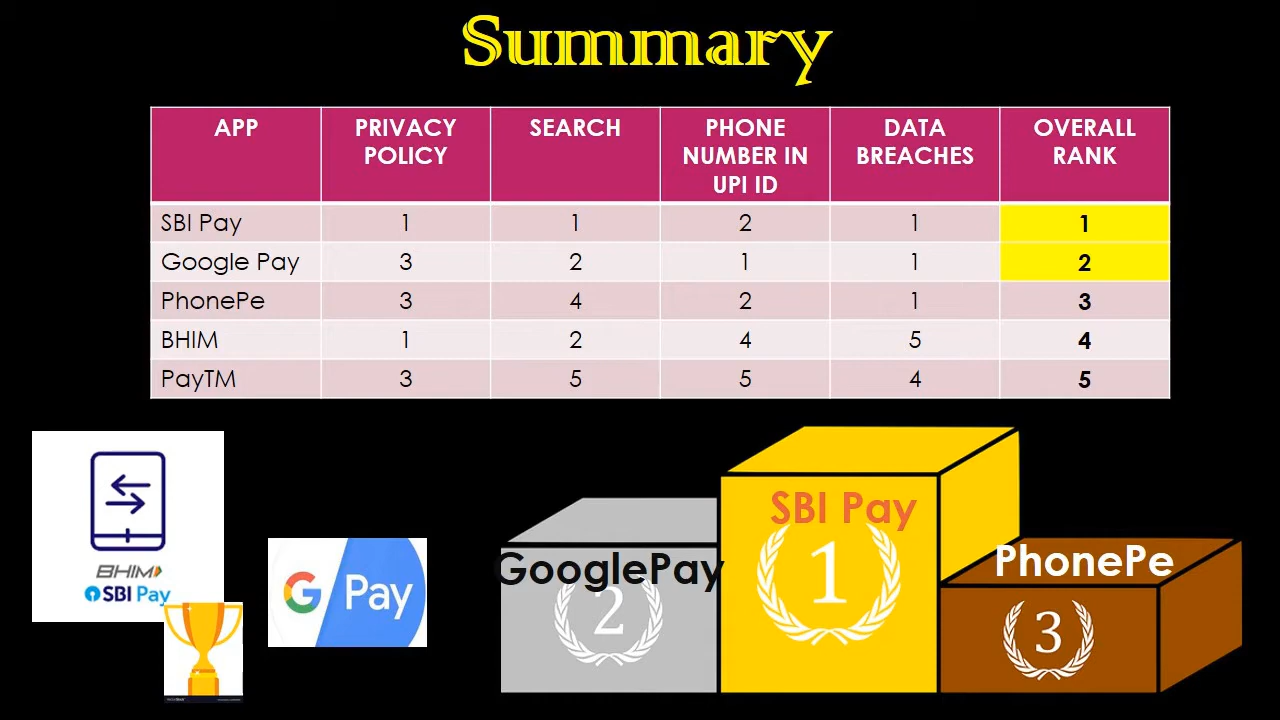 Summary
APP PRIVACY POLICY SEARCH PHONE NUMBER IN UPI ID DATA BREACHES OVERALL RANK
SBI Pay 1 1 2 1 1
Google Pay 3 2 1 1 2
PhonePe 3 4 2 1 3
BHIM 1 2 4 5 4
PayTM 3 5 5 4 5
BHIM
SBI Pay
G Pay
GooglePay
2
SBI Pay
1
PhonePe
3